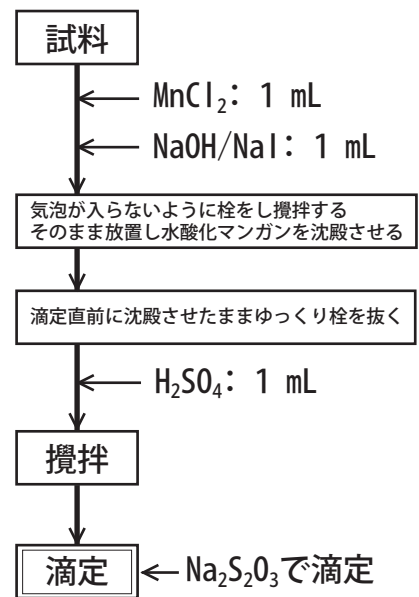 試料
MnCl₂: 1 mL
NaOH/NaI: 1 mL
気泡が入らないように栓をし攪拌する
そのまま放置し水酸化マンガンを沈殿させる
滴定直前に沈殿させたままゆっくり栓を抜く
H₂SO₄: 1 mL
攪拌
滴定
Na₂S₂O₃で滴定